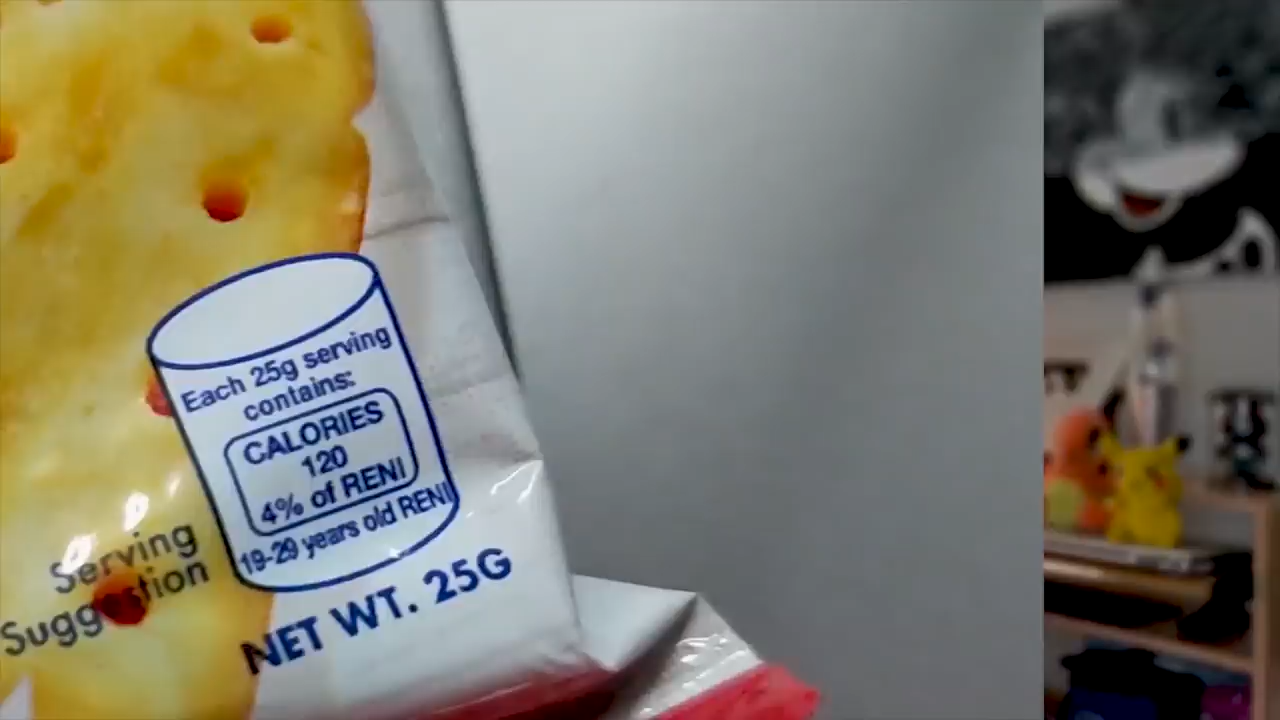 Each 25g serving
contains:
CALORIES
120
4% of RENI
19-29 years old RENI
Serving
Suggestion
NET WT. 25G